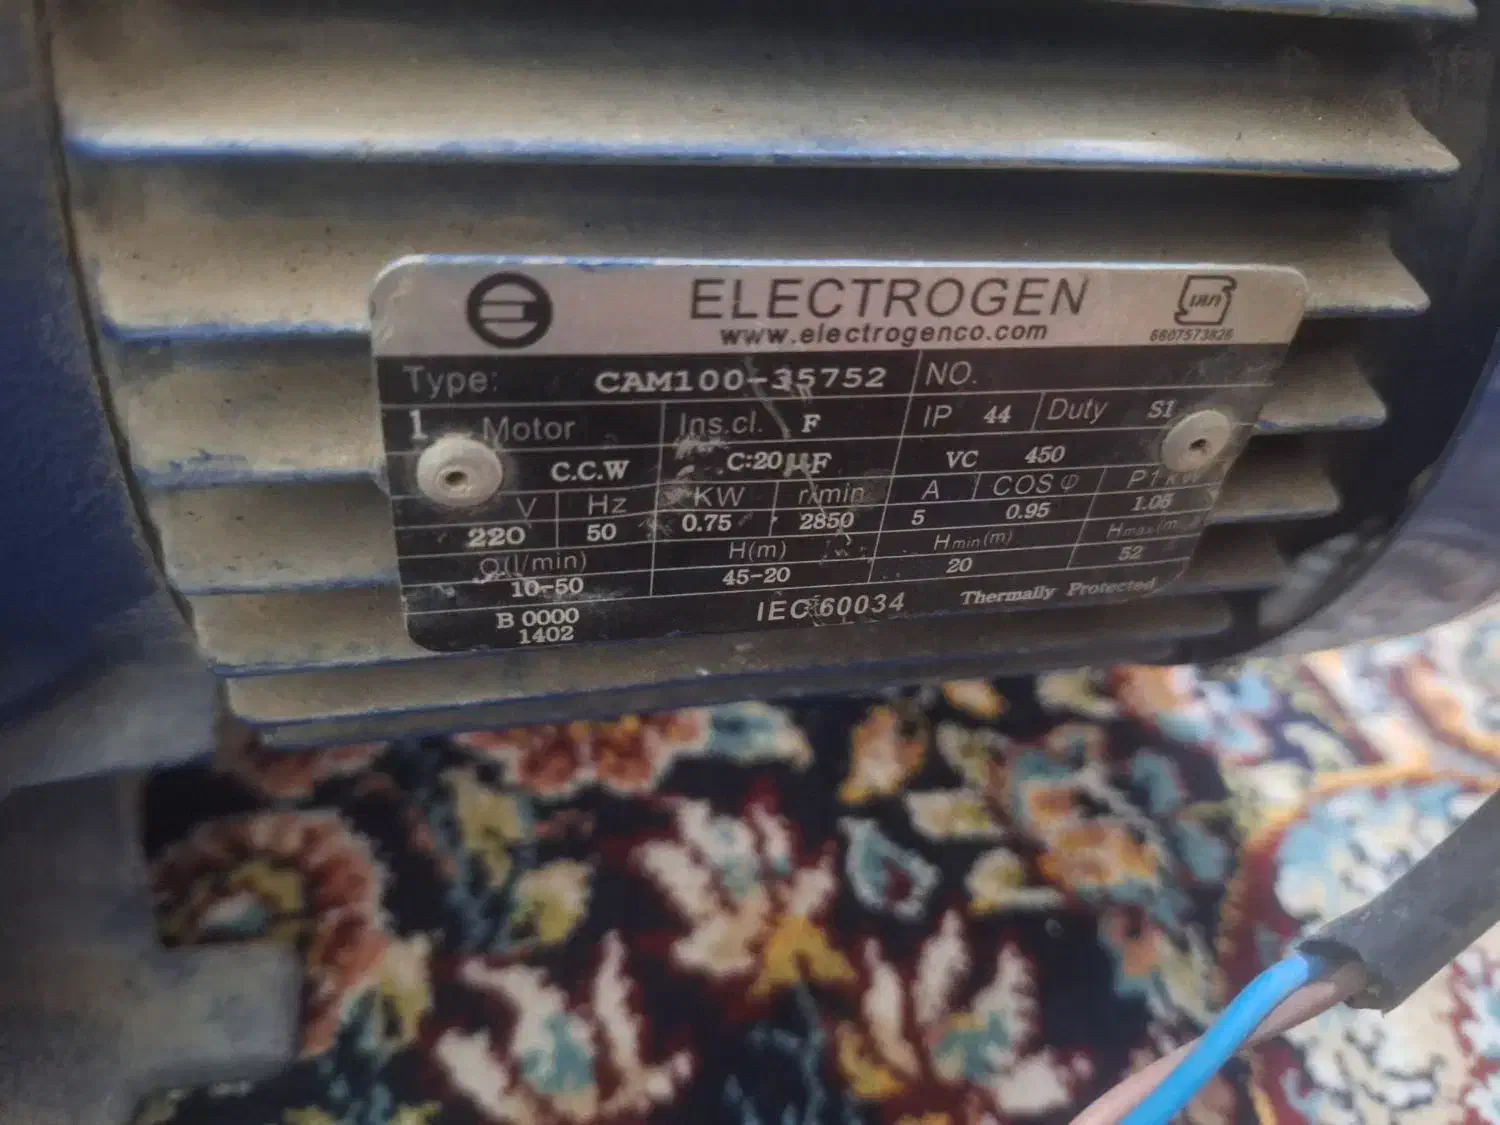 ELECTROGEN
www.electrogenco.com
6607573826
Type: CAM100-35752 NO.
1 Motor Ins.cl. F IP 44 Duty S1
C.C.W C:20µF VC 450
V Hz KW r/min A COS φ P1 KW
220 50 0.75 2850 5 0.95 1.05
Q(l/min) H(m) Hmin(m) Hmax(m)
10-50 45-20 20 52
B 0000 IEC 60034 Thermally Protected
1402